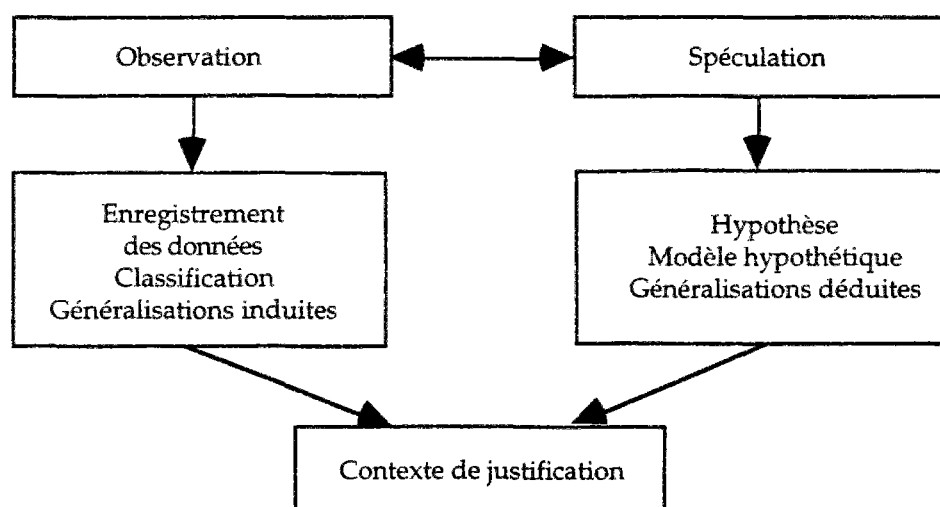 Observation
Spéculation
Enregistrement
des données
Classification
Généralisations induites
Hypothèse
Modèle hypothétique
Généralisations déduites
Contexte de justification